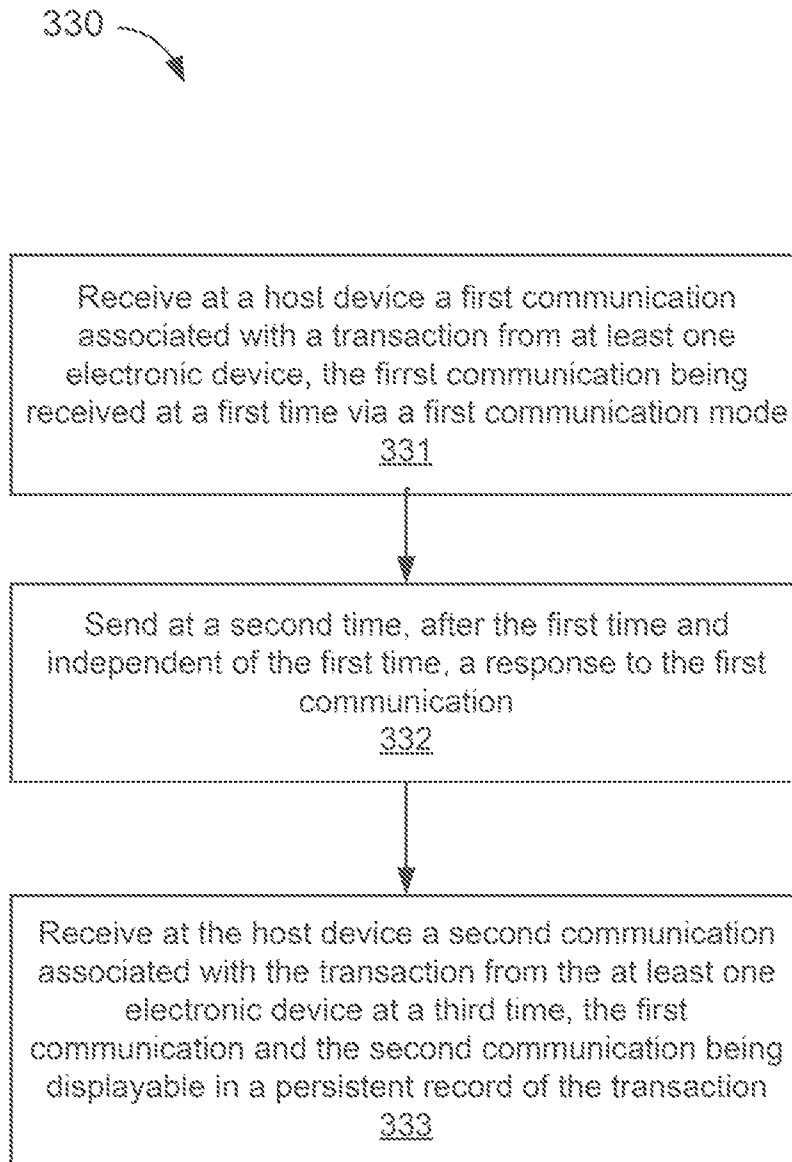 330
Receive at a host device a first communication
associated with a transaction from at least one
electronic device, the firrst communication being
received at a first time via a first communication mode
331
Send at a second time, after the first time and
independent of the first time, a response to the first
communication
332
Receive at the host device a second communication
associated with the transaction from the at least one
electronic device at a third time, the first
communication and the second communication being
displayable in a persistent record of the transaction
333